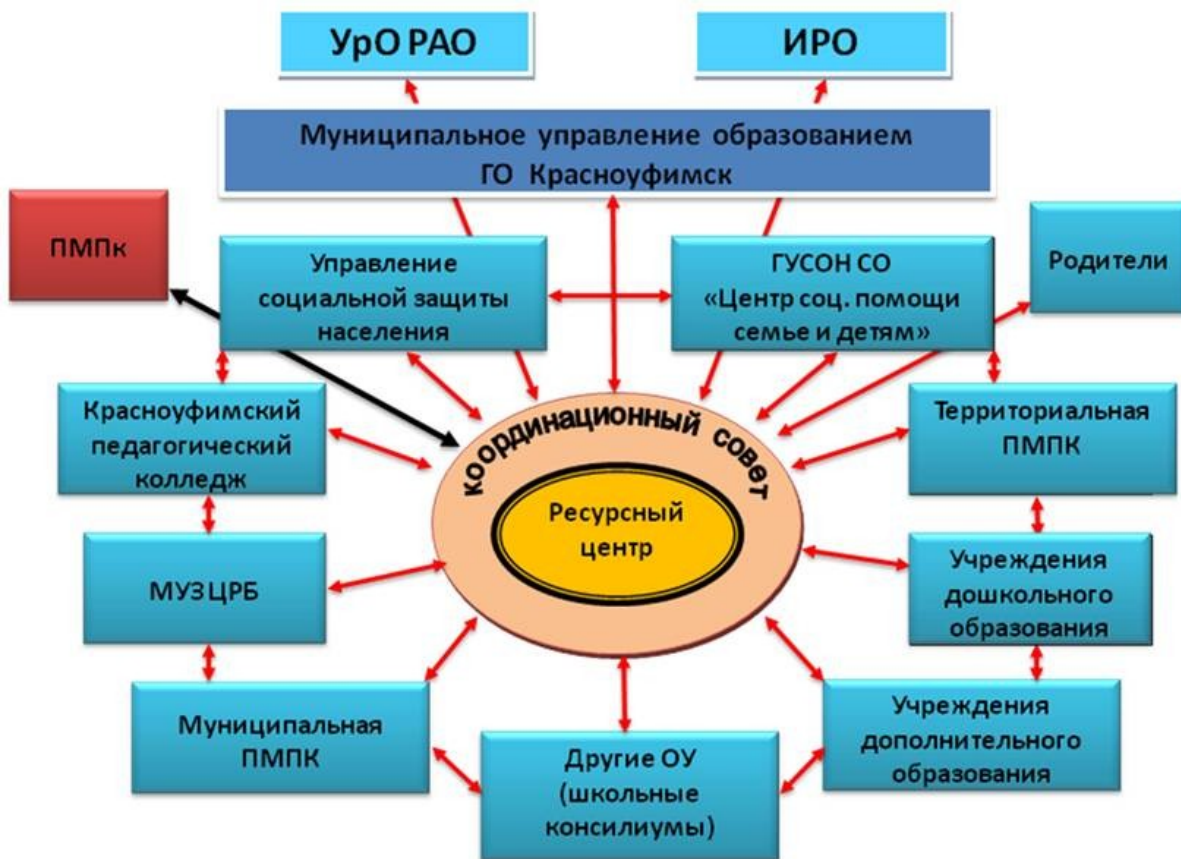 УрО РАО
ИРО
Муниципальное управление образованием
ГО Красноуфимск
ПМПк
Управление
социальной защиты
населения
ГУСОН СО
«Центр соц. помощи
семье и детям»
Родители
Красноуфимский
педагогический
колледж
координационный совет
Территориальная
ПМПК
Ресурсный
центр
МУЗ ЦРБ
Учреждения
дошкольного
образования
Муниципальная
ПМПК
Другие ОУ
(школьные
консилиумы)
Учреждения
дополнительного
образования